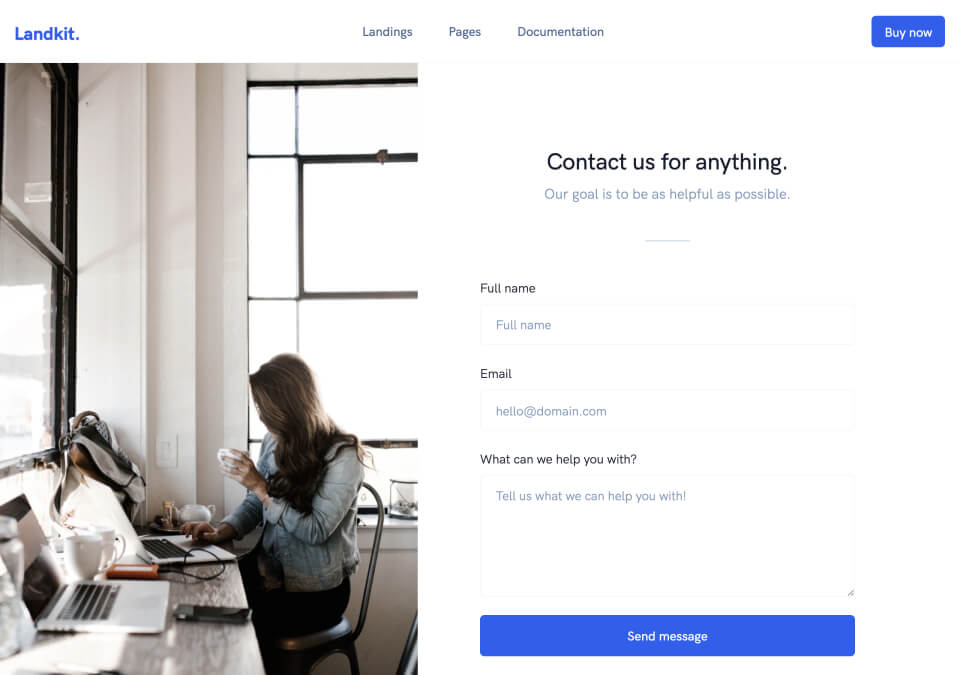 Landkit.
Landings
Pages
Documentation
Buy now
Contact us for anything.
Our goal is to be as helpful as possible.
Full name
Full name
Email
hello@domain.com
What can we help you with?
Tell us what we can help you with!
Send message